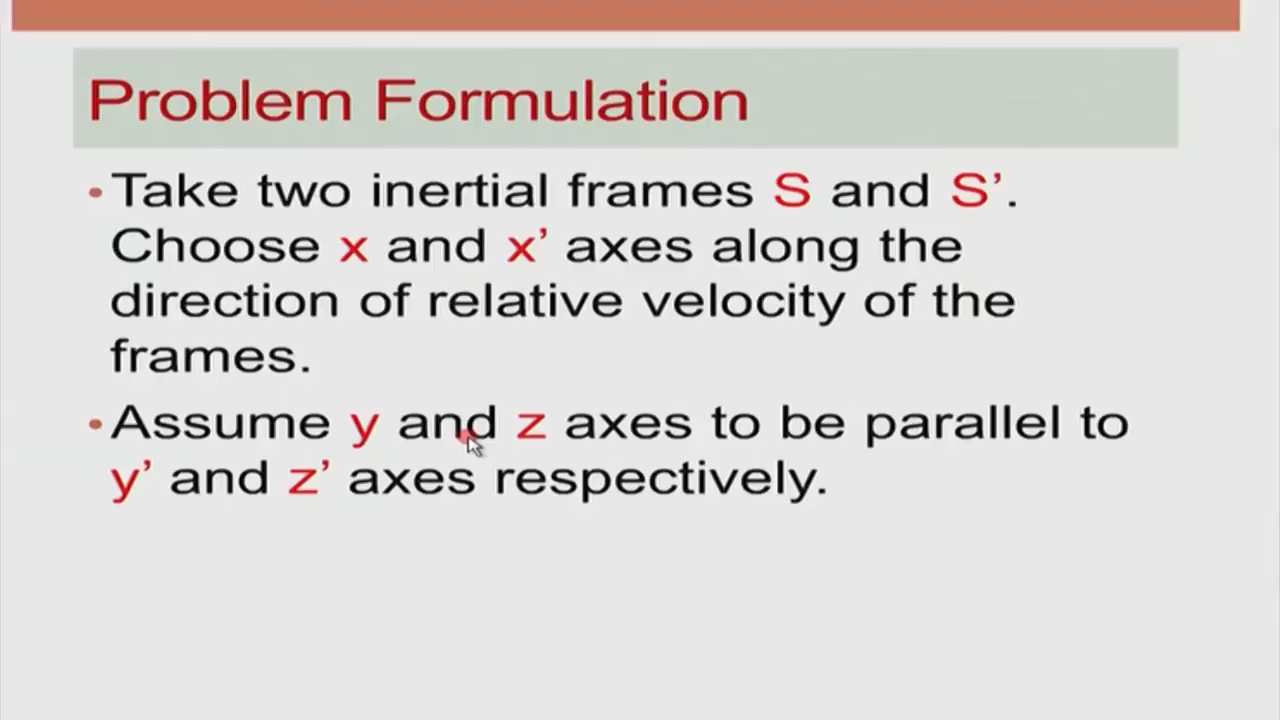 Problem Formulation
•Take two inertial frames S and S’.
Choose x and x’ axes along the
direction of relative velocity of the
frames.
•Assume y and z axes to be parallel to
y’ and z’ axes respectively.